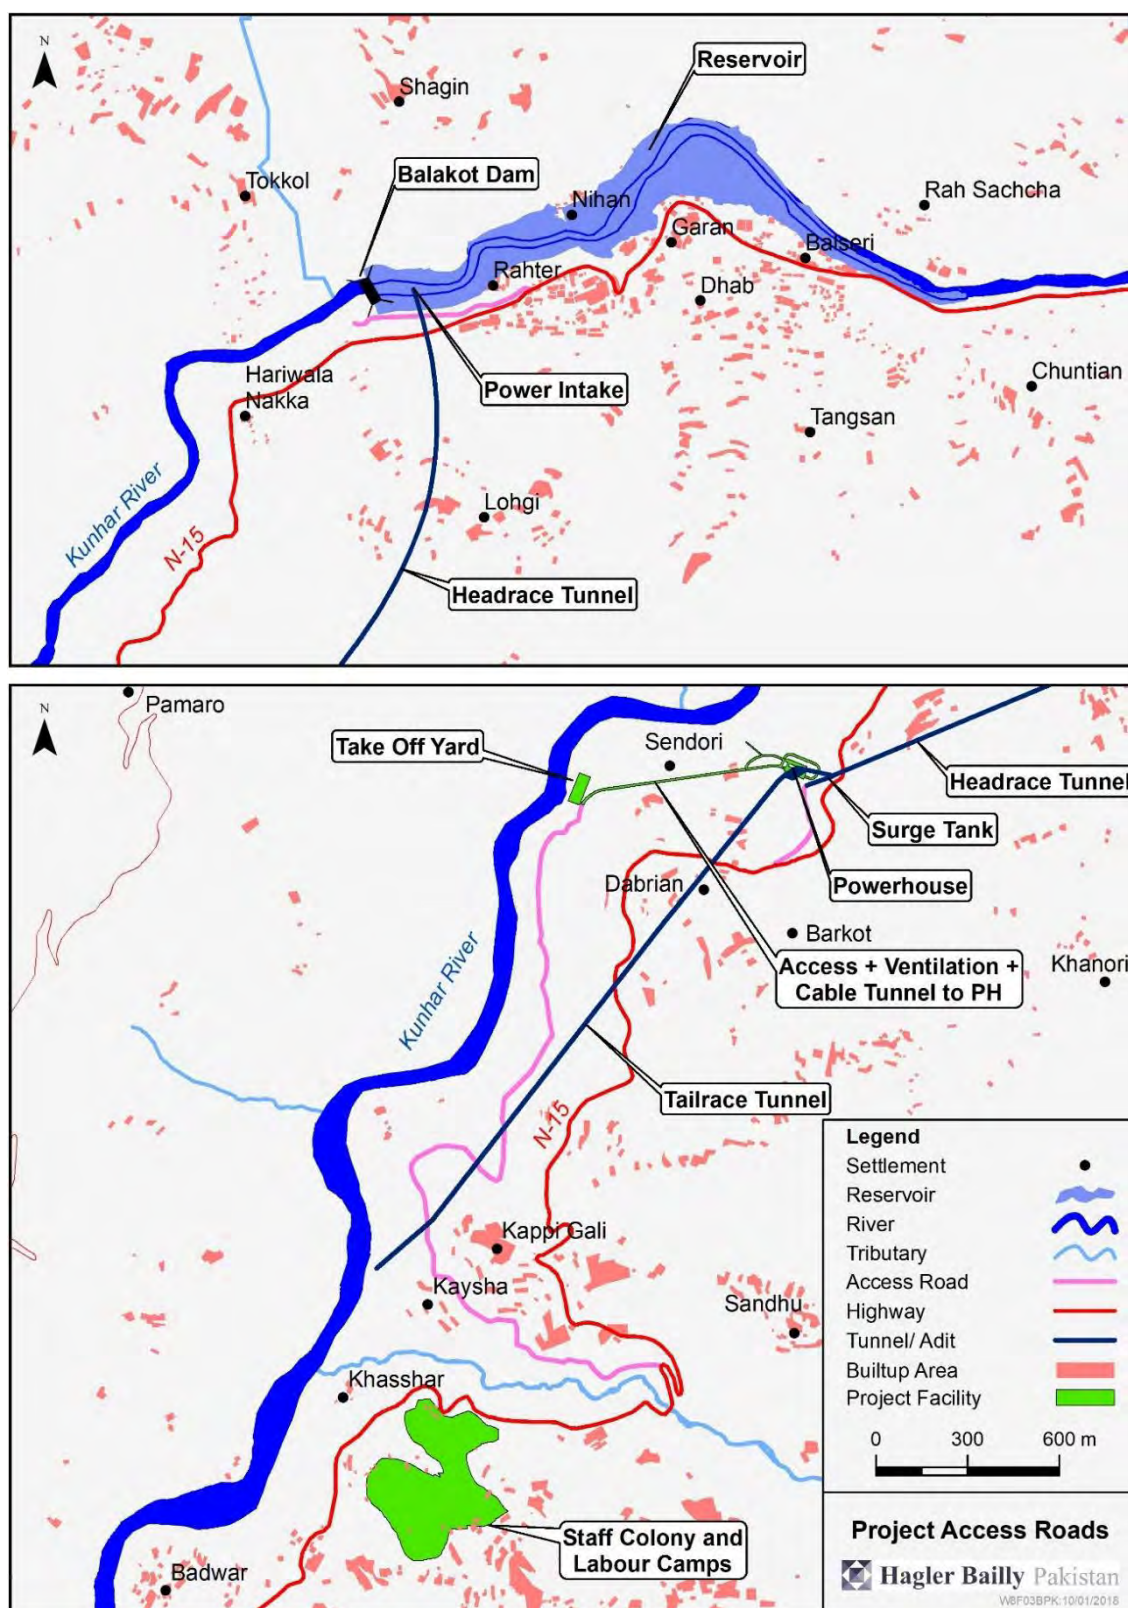 N
Shagin
Reservoir
Balakot Dam
Tokkol
Nihan
Rah Sachcha
Garan
Balseri
Rahter
Dhab
Power Intake
Hariwala
Nakka
Chuntian
Tangsan
Kunhar River
N-15
Lohgi
Headrace Tunnel
N
Pamaro
Take Off Yard
Sendori
Headrace Tunnel
Surge Tank
Dabrian
Powerhouse
Barkot
Kunhar River
Access + Ventilation +
Cable Tunnel to PH
Khanori
Tailrace Tunnel
N-15
Kappi Gali
Kaysha
Sandhu
Khasshar
Staff Colony and
Labour Camps
Badwar
Legend
Settlement
Reservoir
River
Tributary
Access Road
Highway
Tunnel/ Adit
Builtup Area
Project Facility
0 300 600 m
Project Access Roads
Hagler Bailly Pakistan
W8F03BPK:10/01/2018